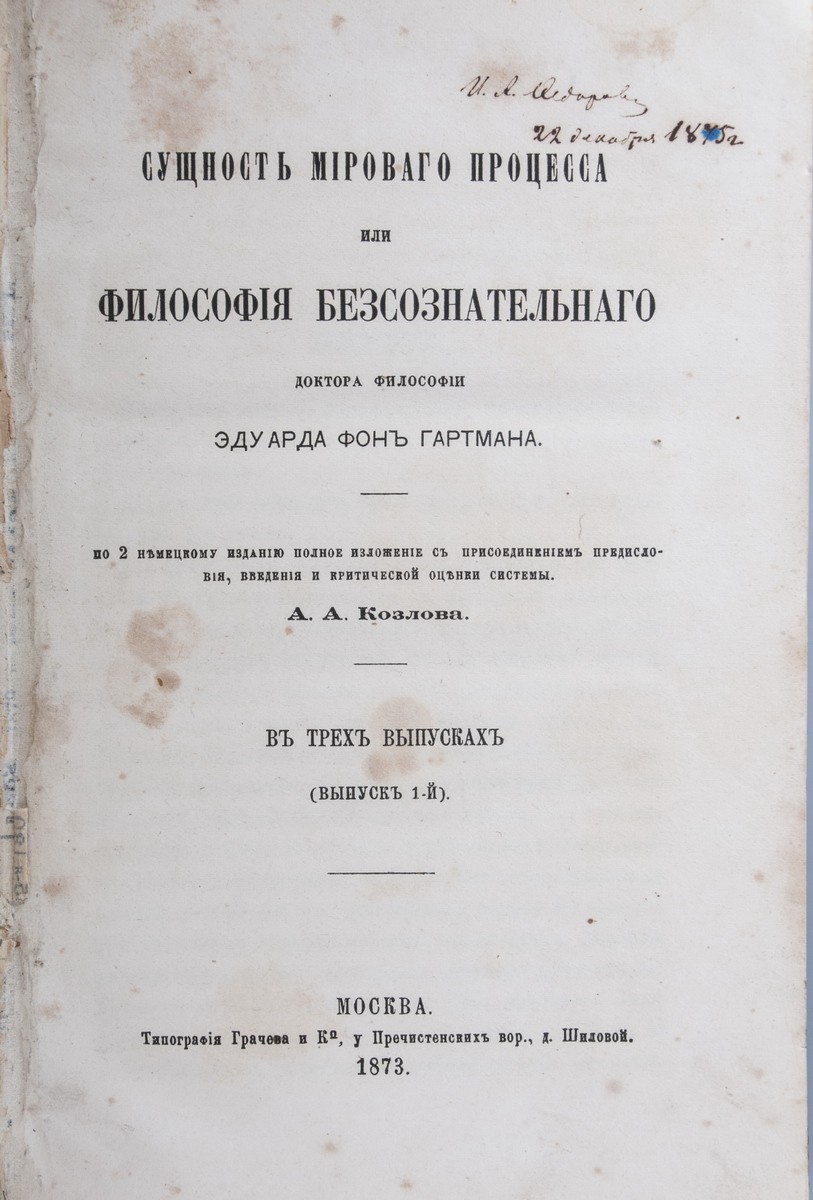 И. А. Федоровъ
22 декабря 1875 г
СУЩНОСТЬ МІРОВАГО ПРОЦЕССА
ИЛИ
ФИЛОСОФІЯ БЕЗСОЗНАТЕЛЬНАГО
ДОКТОРА ФИЛОСОФІИ
ЭДУАРДА ФОНЪ ГАРТМАНА.
ПО 2 НѢМЕЦКОМУ ИЗДАНІЮ ПОЛНОЕ ИЗЛОЖЕНІЕ СЪ ПРИСОЕДИНЕНІЕМЪ ПРЕДИСЛО-
ВІЯ, ВВЕДЕНІЯ И КРИТИЧЕСКОЙ ОЦѢНКИ СИСТЕМЫ.
А. А. Козлова.
ВЪ ТРЕХЪ ВЫПУСКАХЪ
(ВЫПУСКЪ 1-Й).
МОСКВА.
Типографія Грачева и Кº, у Пречистенскихъ вор., д. Шиловой.
1873.